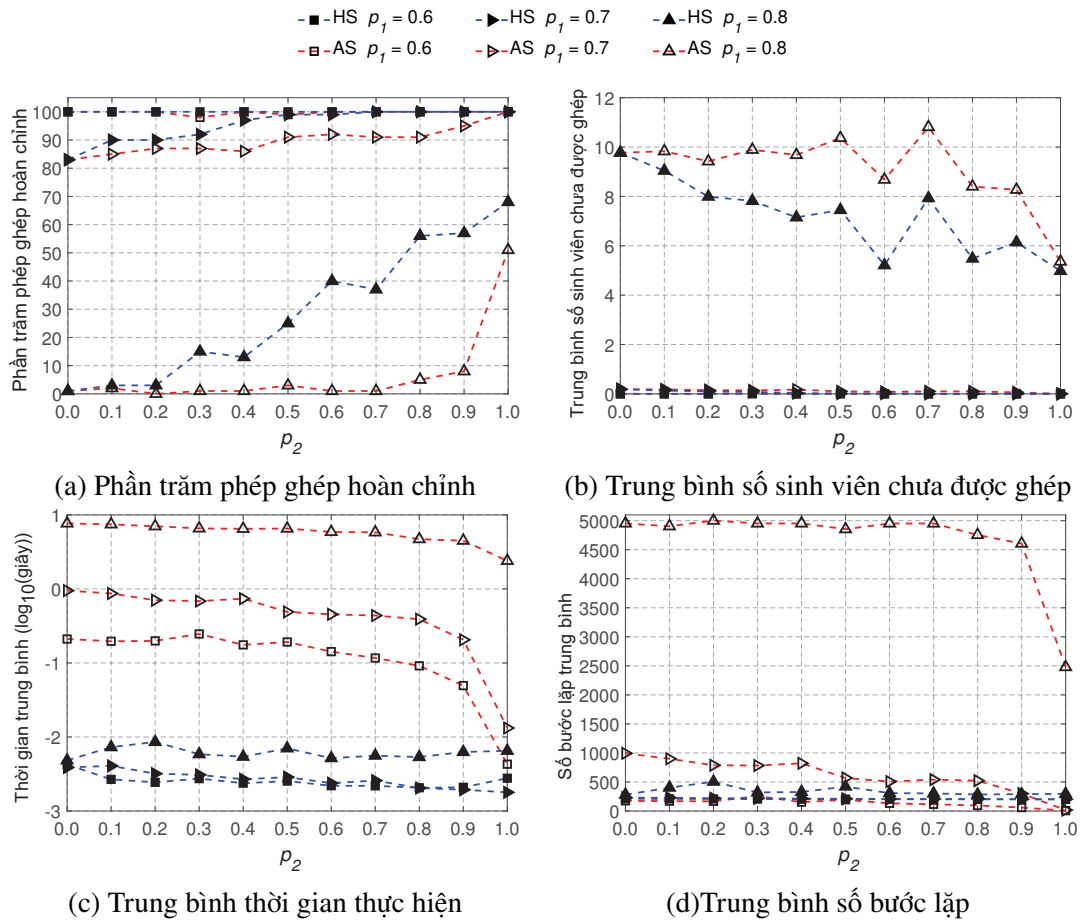 HS p1 = 0.6 HS p1 = 0.7 HS p1 = 0.8
AS p1 = 0.6 AS p1 = 0.7 AS p1 = 0.8
Phần trăm phép ghép hoàn chỉnh
100
90
80
70
60
50
40
30
20
10
0
0.0 0.1 0.2 0.3 0.4 0.5 0.6 0.7 0.8 0.9 1.0
p2
(a) Phần trăm phép ghép hoàn chỉnh
Trung bình số sinh viên chưa được ghép
12
10
8
6
4
2
0
0.0 0.1 0.2 0.3 0.4 0.5 0.6 0.7 0.8 0.9 1.0
p2
(b) Trung bình số sinh viên chưa được ghép
Thời gian trung bình (log10(giây))
1
0
-1
-2
-3
0.0 0.1 0.2 0.3 0.4 0.5 0.6 0.7 0.8 0.9 1.0
p2
(c) Trung bình thời gian thực hiện
Số bước lặp trung bình
5000
4500
4000
3500
3000
2500
2000
1500
1000
500
0
0.0 0.1 0.2 0.3 0.4 0.5 0.6 0.7 0.8 0.9 1.0
p2
(d)Trung bình số bước lặp